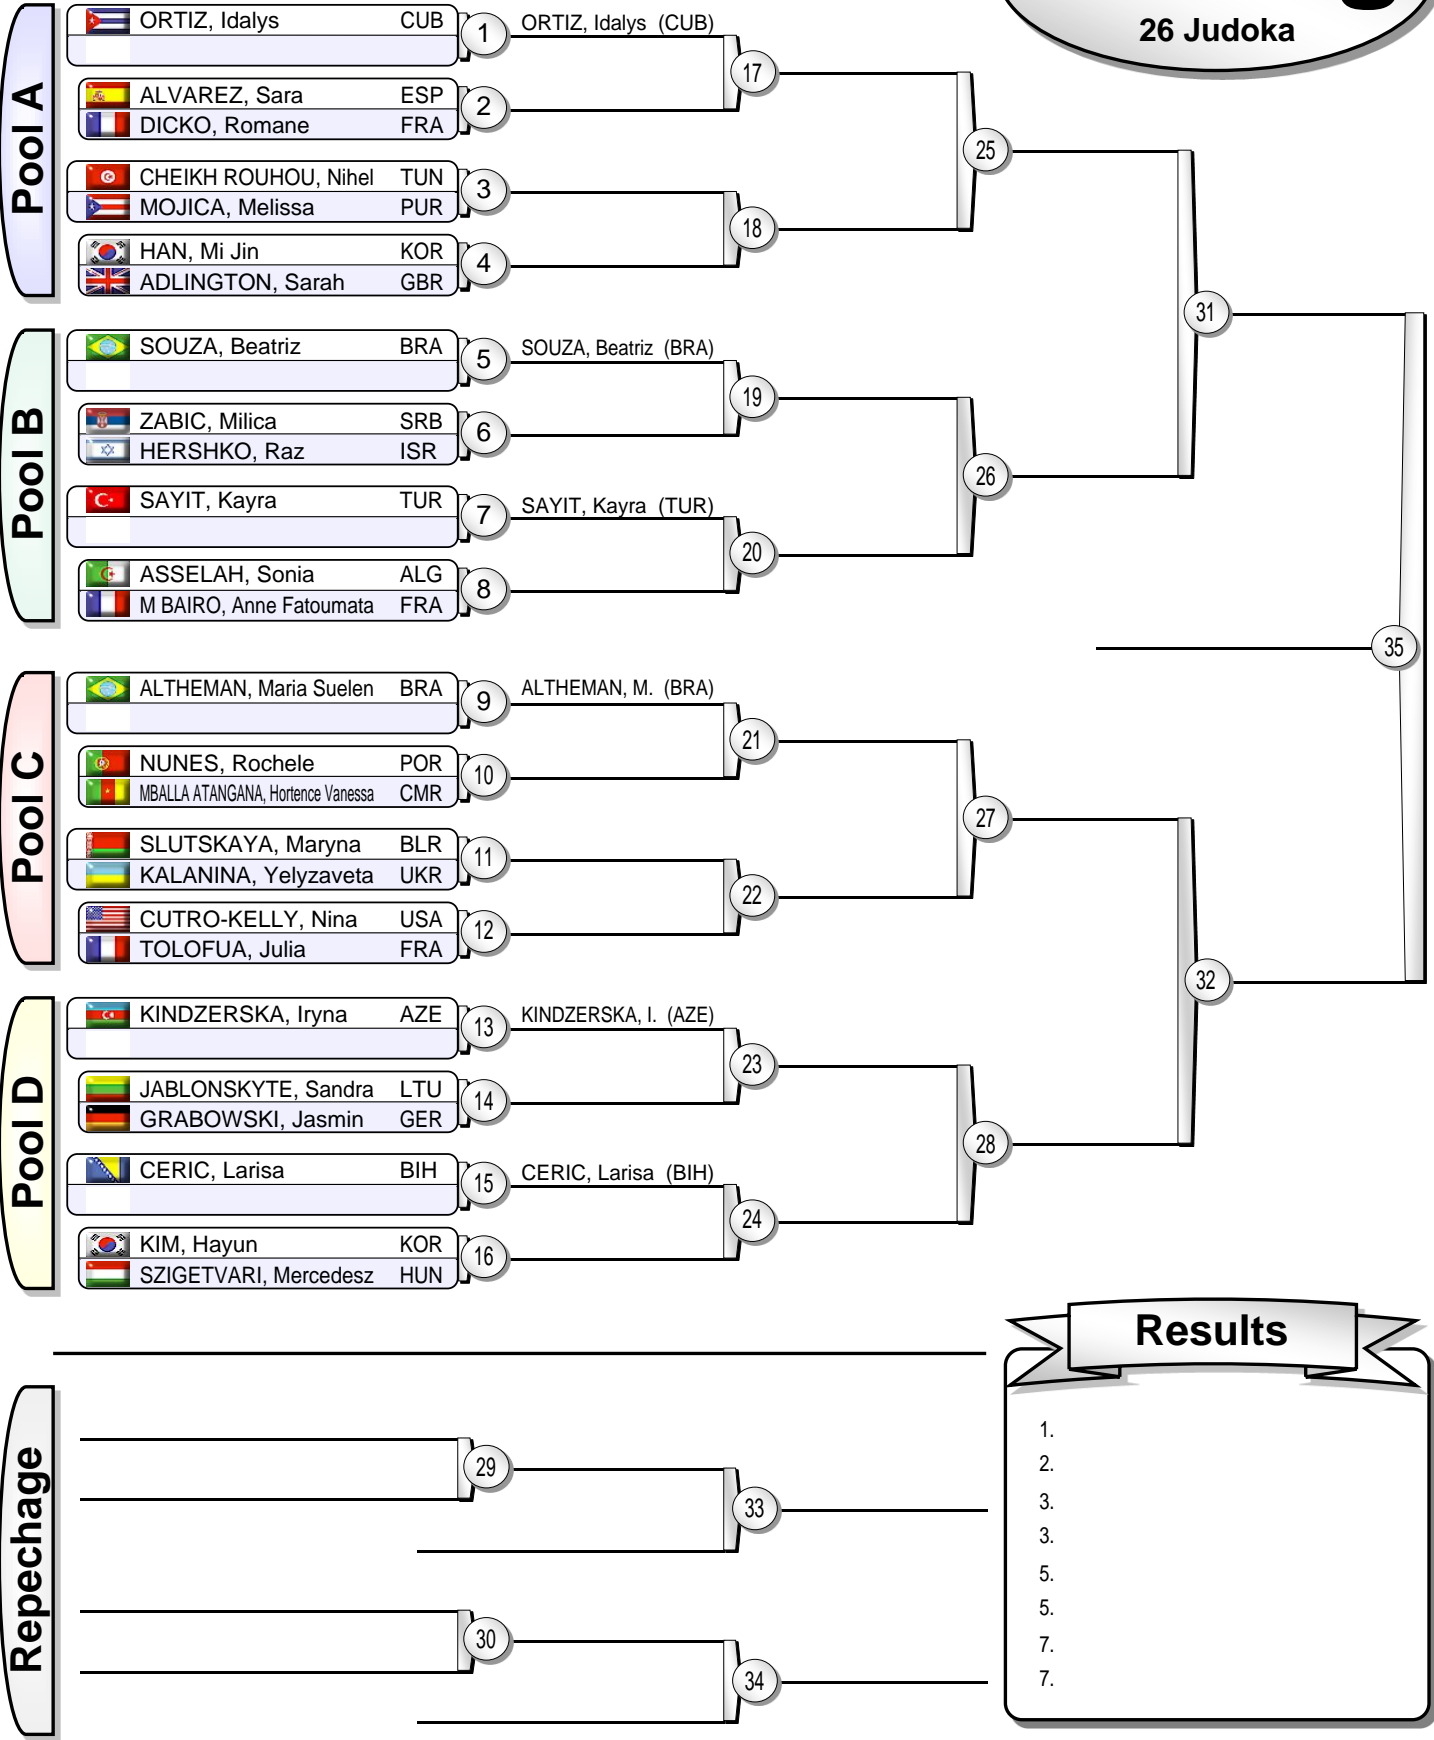 26 Judoka
Pool A
ORTIZ, Idalys CUB
1
ORTIZ, Idalys (CUB)
17
ALVAREZ, Sara ESP
DICKO, Romane FRA
2
25
CHEIKH ROUHOU, Nihel TUN
MOJICA, Melissa PUR
3
18
HAN, Mi Jin KOR
ADLINGTON, Sarah GBR
4
31
Pool B
SOUZA, Beatriz BRA
5
SOUZA, Beatriz (BRA)
19
ZABIC, Milica SRB
HERSHKO, Raz ISR
6
26
SAYIT, Kayra TUR
7
SAYIT, Kayra (TUR)
20
ASSELAH, Sonia ALG
M BAIRO, Anne Fatoumata FRA
8
35
Pool C
ALTHEMAN, Maria Suelen BRA
9
ALTHEMAN, M. (BRA)
21
NUNES, Rochele POR
MBALLA ATANGANA, Hortence Vanessa CMR
10
27
SLUTSKAYA, Maryna BLR
KALANINA, Yelyzaveta UKR
11
22
CUTRO-KELLY, Nina USA
TOLOFUA, Julia FRA
12
32
Pool D
KINDZERSKA, Iryna AZE
13
KINDZERSKA, I. (AZE)
23
JABLONSKYTE, Sandra LTU
GRABOWSKI, Jasmin GER
14
28
CERIC, Larisa BIH
15
CERIC, Larisa (BIH)
24
KIM, Hayun KOR
SZIGETVARI, Mercedesz HUN
16
Repechage
29
33
30
34
Results
1.
2.
3.
3.
5.
5.
7.
7.